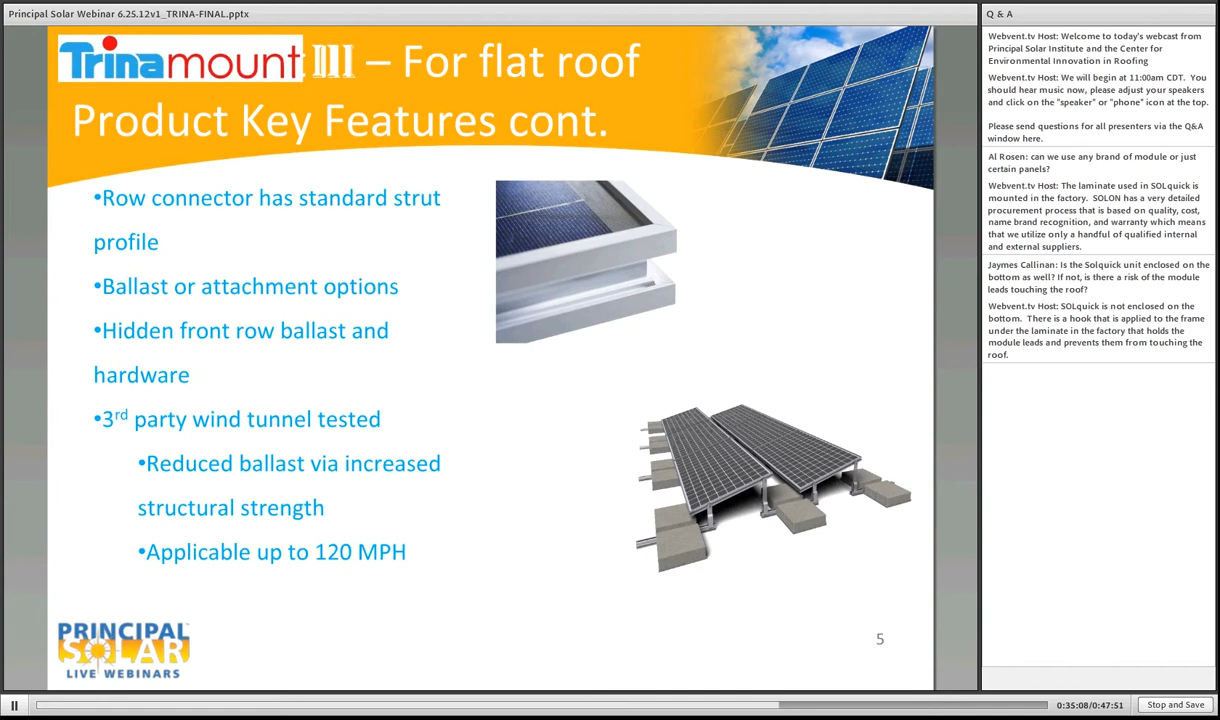 Principal Solar Webinar 6.25.12v1_TRINA-FINAL.pptx
Trinamount III – For flat roof
Product Key Features cont.
•Row connector has standard strut
profile
•Ballast or attachment options
•Hidden front row ballast and
hardware
•3rd party wind tunnel tested
•Reduced ballast via increased
structural strength
•Applicable up to 120 MPH
PRINCIPAL
SOLAR
LIVE WEBINARS
5
Q & A
Webvent.tv Host: Welcome to today's webcast from
Principal Solar Institute and the Center for
Environmental Innovation in Roofing
Webvent.tv Host: We will begin at 11:00am CDT.  You
should hear music now, please adjust your speakers
and click on the "speaker" or "phone" icon at the top.
Please send questions for all presenters via the Q&A
window here.
Al Rosen: can we use any brand of module or just
certain panels?
Webvent.tv Host: The laminate used in SOLquick is
mounted in the factory.  SOLON has a very detailed
procurement process that is based on quality, cost,
name brand recognition, and warranty which means
that we utilize only a handful of qualified internal
and external suppliers.
Jaymes Callinan: Is the Solquick unit enclosed on the
bottom as well? If not, is there a risk of the module
leads touching the roof?
Webvent.tv Host: SOLquick is not enclosed on the
bottom.  There is a hook that is applied to the frame
under the laminate in the factory that holds the
module leads and prevents them from touching the
roof.
0:35:08/0:47:51
Stop and Save